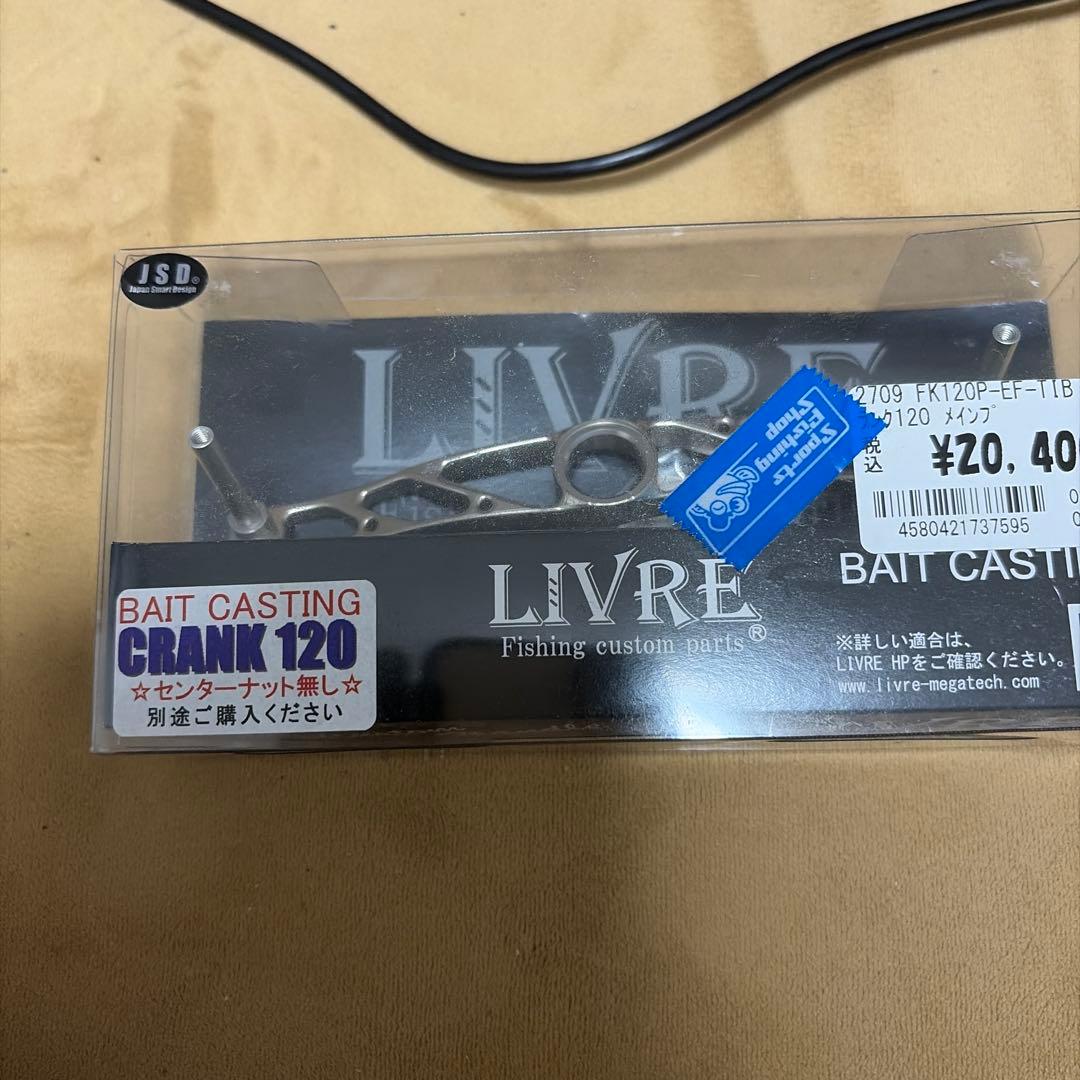 JSD®
Japan Smart Design
LIVRE
Sports
Fishing
Shop
2709 FK120P-EF-TIB
ランク120 メインプ
税込
¥20,40
4580421737595
BAIT CASTI
LIVRE
Fishing custom parts®
BAIT CASTING
CRANK 120
☆センターナット無し☆
別途ご購入ください
※詳しい適合は、
LIVRE HPをご確認ください。
www.livre-megatech.com